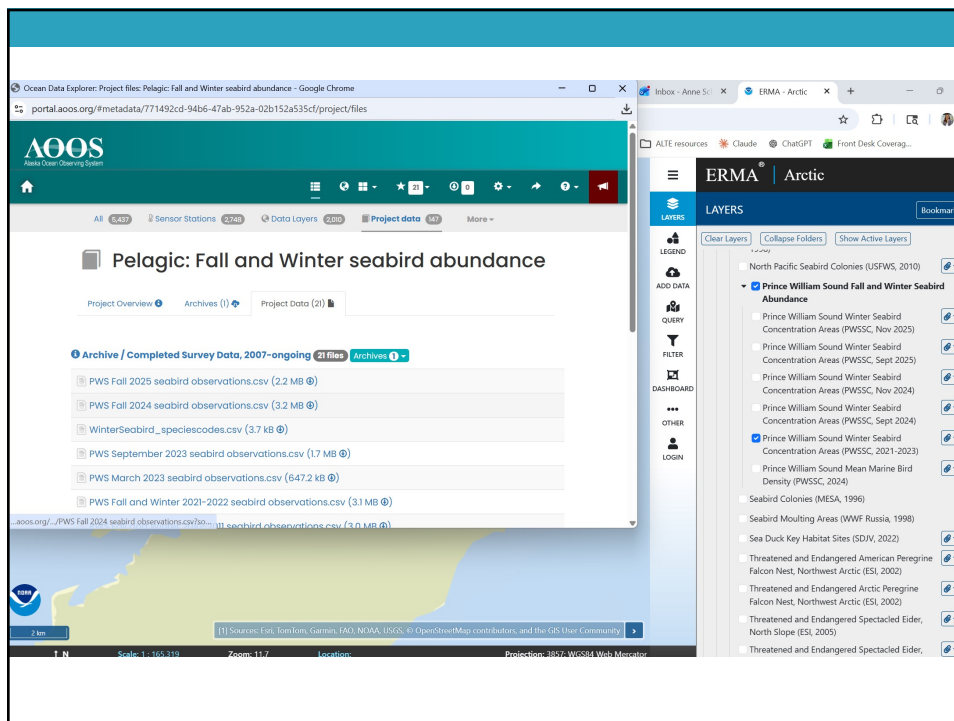 Ocean Data Explorer: Project files: Pelagic: Fall and Winter seabird abundance - Google Chrome
portal.aoos.org/#metadata/771492cd-94b6-47ab-952a-02b152a535cf/project/files
AOOS
Alaska Ocean Observing System
21
0
All 5,437
Sensor Stations 2,748
Data Layers 2,010
Project data 147
More
Pelagic: Fall and Winter seabird abundance
Project Overview
Archives (1)
Project Data (21)
Archive / Completed Survey Data, 2007-ongoing 21 files Archives 1
PWS Fall 2025 seabird observations.csv (2.2 MB)
PWS Fall 2024 seabird observations.csv (3.2 MB)
WinterSeabird_speciescodes.csv (3.7 kB)
PWS September 2023 seabird observations.csv (1.7 MB)
PWS March 2023 seabird observations.csv (647.2 kB)
PWS Fall and Winter 2021-2022 seabird observations.csv (3.1 MB)
...aoos.org/.../PWS Fall 2024 seabird observations.csv?so...
seabird observations.csv (3.0 MB)
NOAA
2 km
[1] Sources: Esri, TomTom, Garmin, FAO, NOAA, USGS, © OpenStreetMap contributors, and the GIS User Community
N
Scale: 1 : 165,319
Zoom: 11.7
Location:
Projection: 3857: WGS84 Web Mercator
Inbox - Anne Sc
ERMA - Arctic
ALTE resources
Claude
ChatGPT
Front Desk Coverag...
ERMA® | Arctic
LAYERS
LEGEND
ADD DATA
QUERY
FILTER
DASHBOARD
OTHER
LOGIN
LAYERS
Bookmar
Clear Layers
Collapse Folders
Show Active Layers
North Pacific Seabird Colonies (USFWS, 2010)
Prince William Sound Fall and Winter Seabird
Abundance
Prince William Sound Winter Seabird
Concentration Areas (PWSSC, Nov 2025)
Prince William Sound Winter Seabird
Concentration Areas (PWSSC, Sept 2025)
Prince William Sound Winter Seabird
Concentration Areas (PWSSC, Nov 2024)
Prince William Sound Winter Seabird
Concentration Areas (PWSSC, Sept 2024)
Prince William Sound Winter Seabird
Concentration Areas (PWSSC, 2021-2023)
Prince William Sound Mean Marine Bird
Density (PWSSC, 2024)
Seabird Colonies (MESA, 1996)
Seabird Moulting Areas (WWF Russia, 1998)
Sea Duck Key Habitat Sites (SDJV, 2022)
Threatened and Endangered American Peregrine
Falcon Nest, Northwest Arctic (ESI, 2002)
Threatened and Endangered Arctic Peregrine
Falcon Nest, Northwest Arctic (ESI, 2002)
Threatened and Endangered Spectacled Eider,
North Slope (ESI, 2005)
Threatened and Endangered Spectacled Eider,